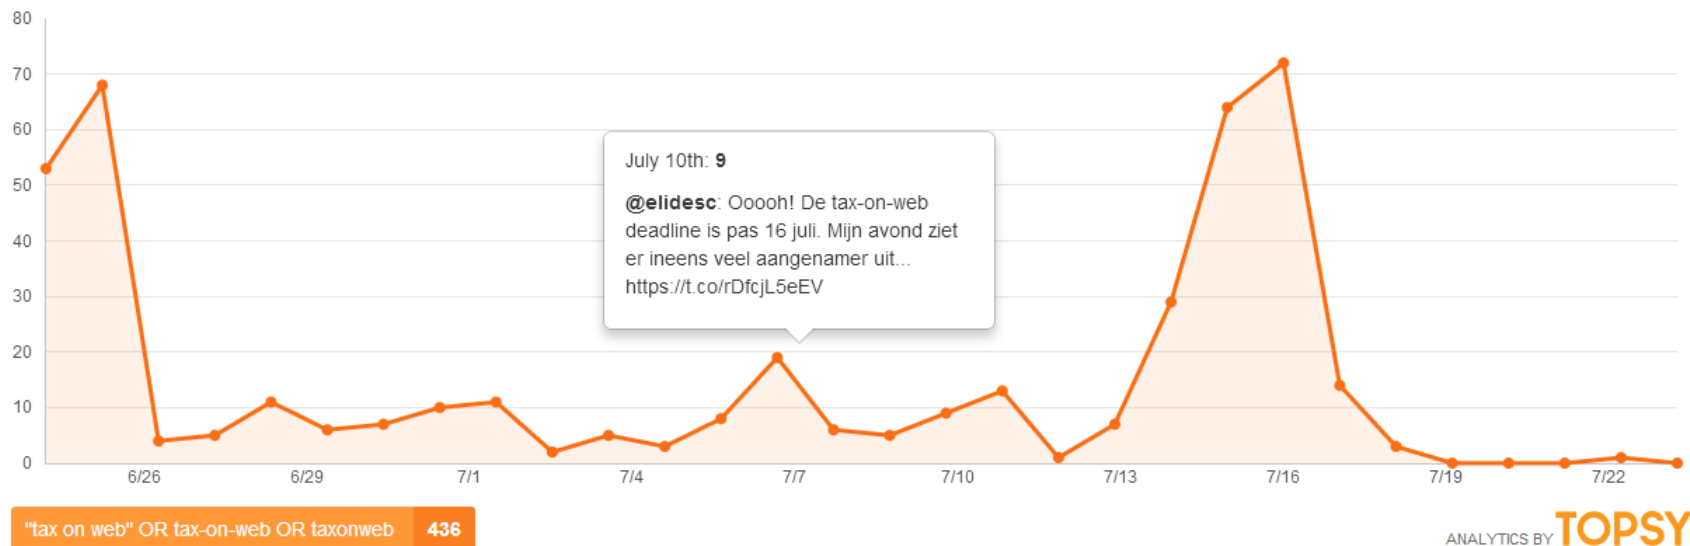 80
70
60
50
40
30
20
10
0
July 10th: 9
@elidesc: Ooooh! De tax-on-web
deadline is pas 16 juli. Mijn avond ziet
er ineens veel aangenamer uit...
https://t.co/rDfcjL5eEV
6/26 6/29 7/1 7/4 7/7 7/10 7/13 7/16 7/19 7/22
"tax on web" OR tax-on-web OR taxonweb 436
ANALYTICS BY TOPSY